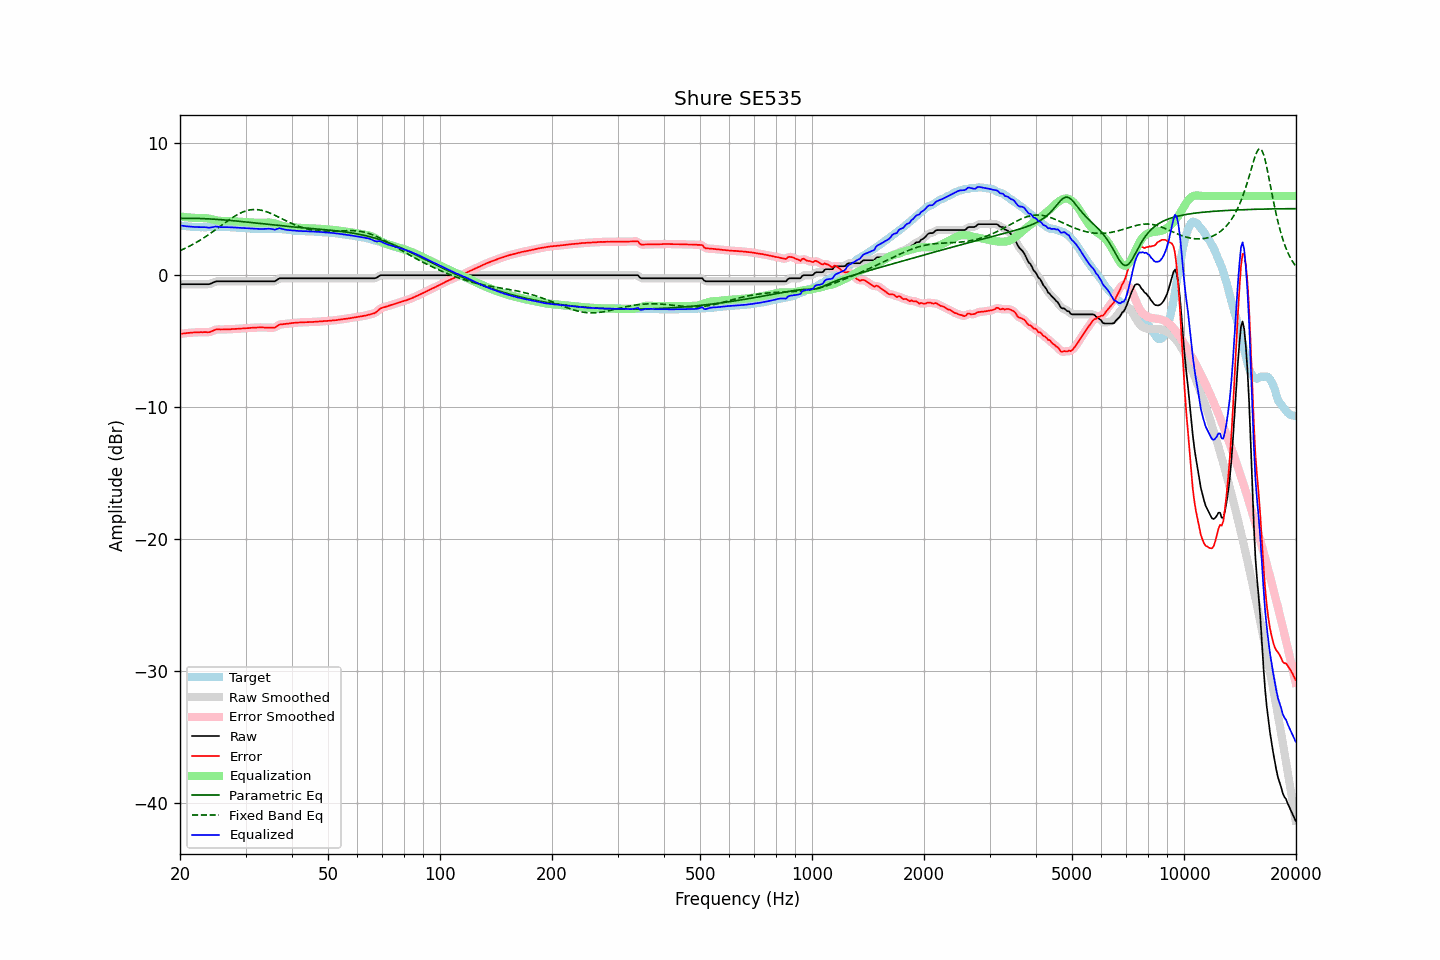 Shure SE535
10
0
−10
−20
−30
−40
Amplitude (dBr)
Target
Raw Smoothed
Error Smoothed
Raw
Error
Equalization
Parametric Eq
Fixed Band Eq
Equalized
20 50 100 200 500 1000 2000 5000 10000 20000
Frequency (Hz)